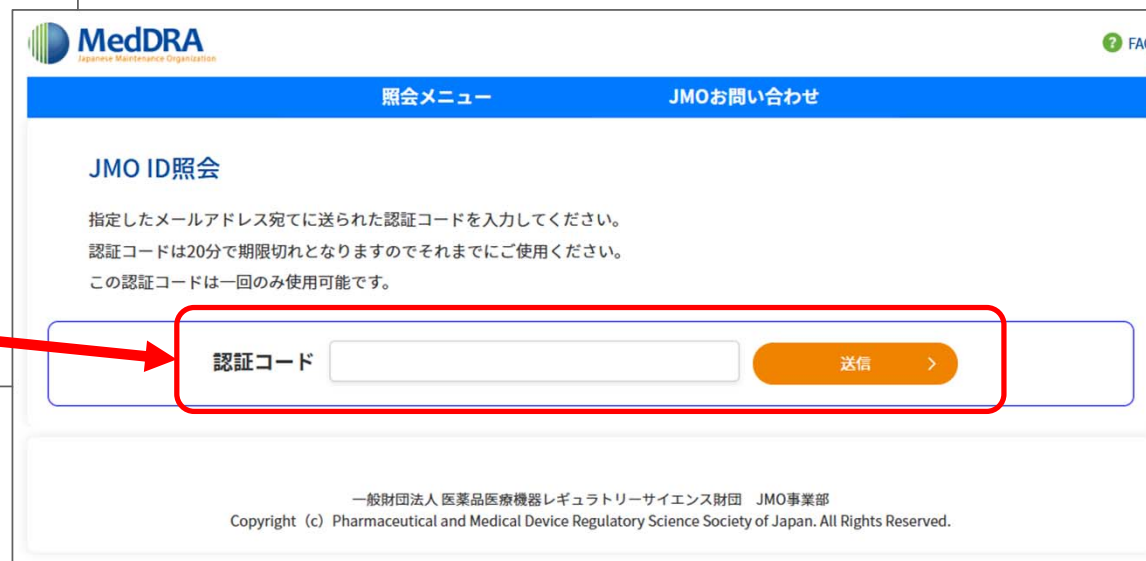 MedDRA
Japanese Maintenance Organization
? FAQ
照会メニュー JMOお問い合わせ
JMO ID照会
指定したメールアドレス宛てに送られた認証コードを入力してください。
認証コードは20分で期限切れとなりますのでそれまでにご使用ください。
この認証コードは一回のみ使用可能です。
認証コード 送信 >
一般財団法人 医薬品医療機器レギュラトリーサイエンス財団 JMO事業部
Copyright（c）Pharmaceutical and Medical Device Regulatory Science Society of Japan. All Rights Reserved.